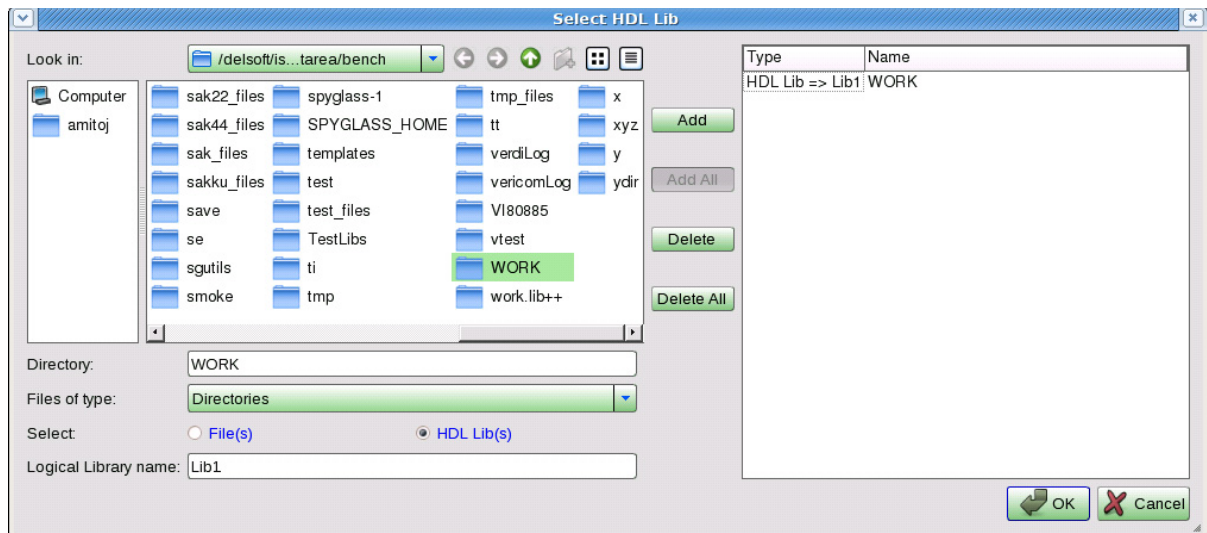 Select HDL Lib
Look in: /delsoft/is...tarea/bench
Computer
amitoj
sak22_files spyglass-1 tmp_files x
sak44_files SPYGLASS_HOME tt xyz
sak_files templates verdiLog y
sakku_files test vericomLog ydir
save test_files VI80885
se TestLibs vtest
sgutils ti WORK
smoke tmp work.lib++
Add
Add All
Delete
Delete All
Type Name
HDL Lib => Lib1 WORK
Directory: WORK
Files of type: Directories
Select: File(s) HDL Lib(s)
Logical Library name: Lib1
OK Cancel